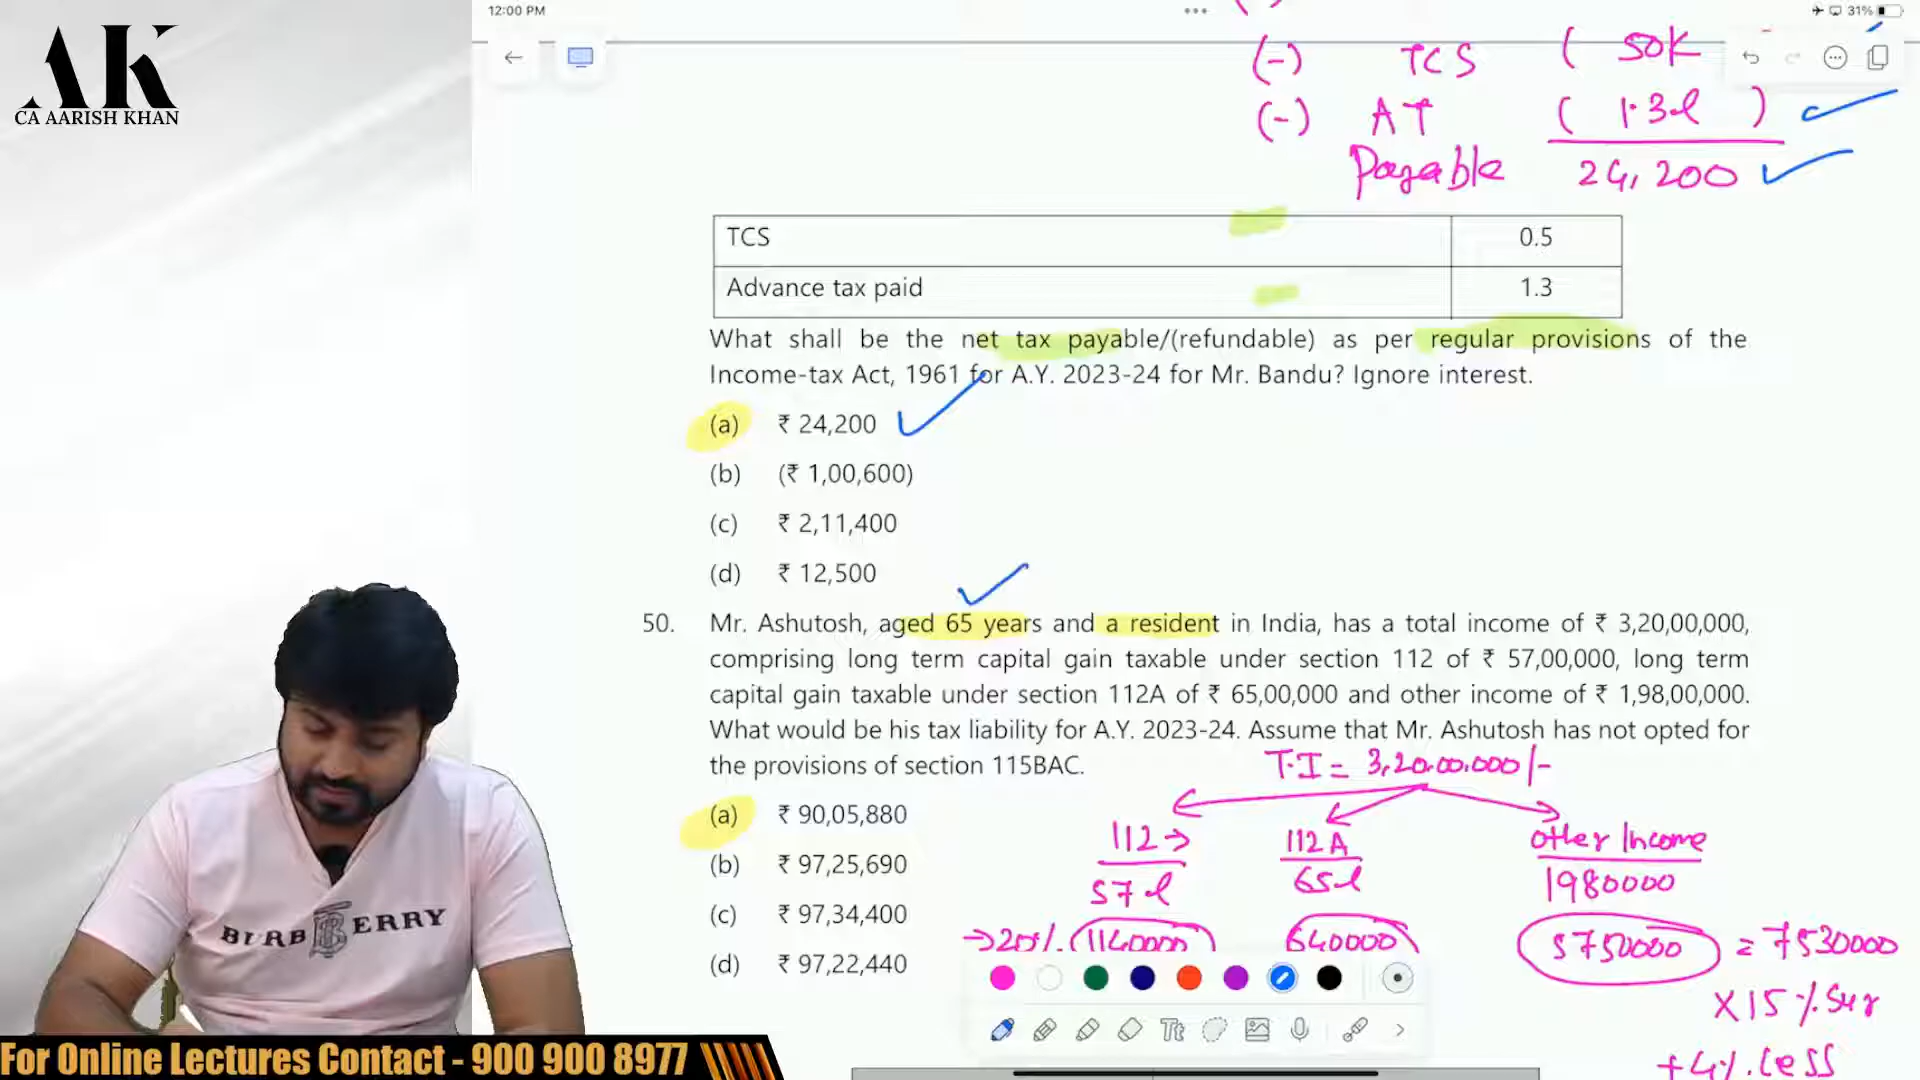 AK
CA AARISH KHAN
12:00 PM
31%
(-) TCS ( 50K
(-) AT ( 1.3l )
Payable 24,200
TCS 0.5
Advance tax paid 1.3
What shall be the net tax payable/(refundable) as per regular provisions of the
Income-tax Act, 1961 for A.Y. 2023-24 for Mr. Bandu? Ignore interest.
(a) ₹ 24,200
(b) (₹ 1,00,600)
(c) ₹ 2,11,400
(d) ₹ 12,500
50. Mr. Ashutosh, aged 65 years and a resident in India, has a total income of ₹ 3,20,00,000,
comprising long term capital gain taxable under section 112 of ₹ 57,00,000, long term
capital gain taxable under section 112A of ₹ 65,00,000 and other income of ₹ 1,98,00,000.
What would be his tax liability for A.Y. 2023-24. Assume that Mr. Ashutosh has not opted for
the provisions of section 115BAC.
T.I = 3,20,00,000/-
(a) ₹ 90,05,880
(b) ₹ 97,25,690
(c) ₹ 97,34,400
(d) ₹ 97,22,440
112→ 112A other Income
57l 65l 1980000
→20%. (1140000) 640000 5750000 = 7530000
X 15%.Sur
+4%.Cess
Tt
BURBERRY
For Online Lectures Contact - 900 900 8977